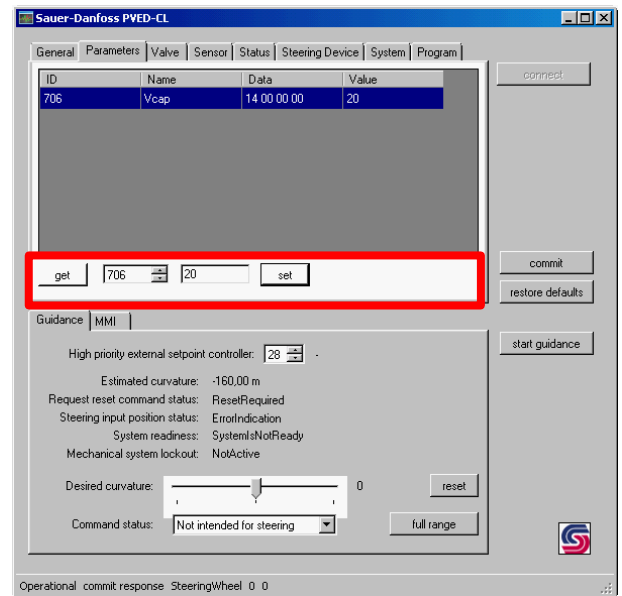 Sauer-Danfoss PVED-CL
General Parameters Valve Sensor Status Steering Device System Program
connect
ID Name Data Value
706 Vcap 14 00 00 00 20
get 706 20 set
commit
restore defaults
Guidance MMI
start guidance
High priority external setpoint controller: 28 -
Estimated curvature: -160,00 m
Request reset command status: ResetRequired
Steering input position status: ErrorIndication
System readiness: SystemIsNotReady
Mechanical system lockout: NotActive
Desired curvature: 0 reset
Command status: Not intended for steering full range
Operational commit response SteeringWheel 0 0